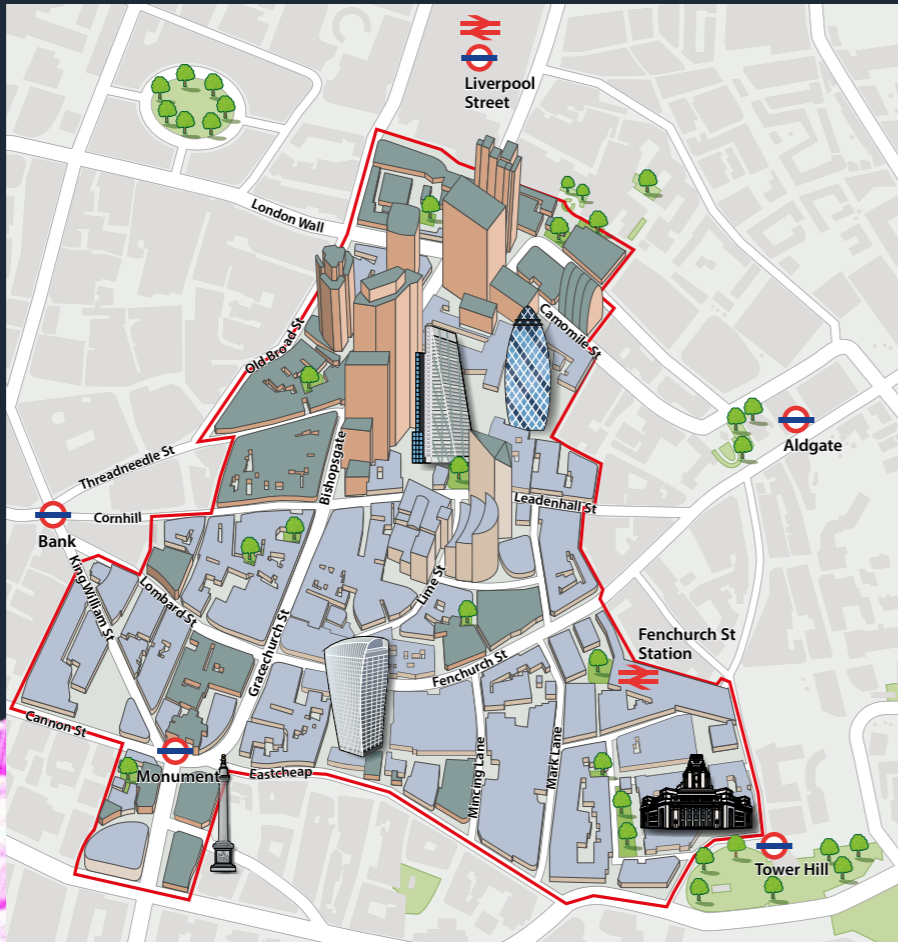 Liverpool
Street
London Wall
Camomile St
Old Broad St
Aldgate
Threadneedle St
Bishopsgate
Leadenhall St
Cornhill
Bank
King William St
Lombard St
Lime St
Gracechurch St
Fenchurch St
Station
Fenchurch St
Cannon St
Monument
Eastcheap
Mincing Lane
Mark Lane
Tower Hill